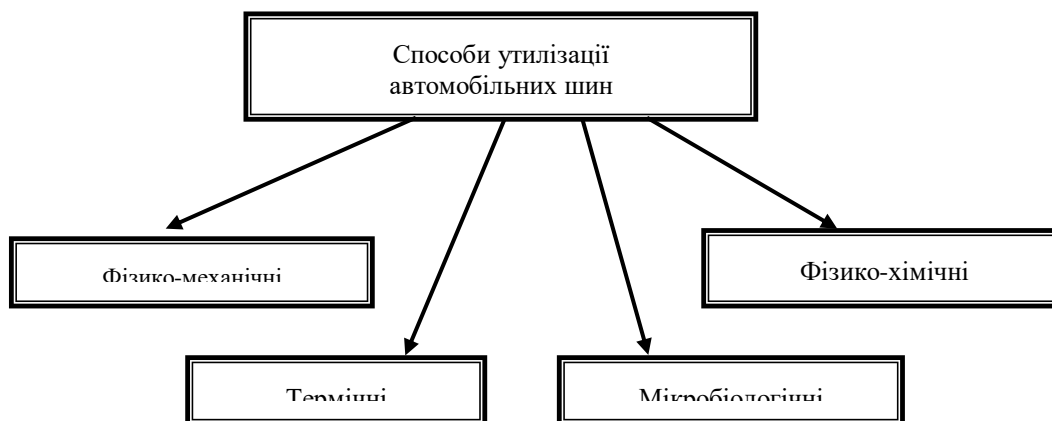 Способи утилізації
автомобільних шин
Фізико-механічні
Фізико-хімічні
Термічні
Мікробіологічні